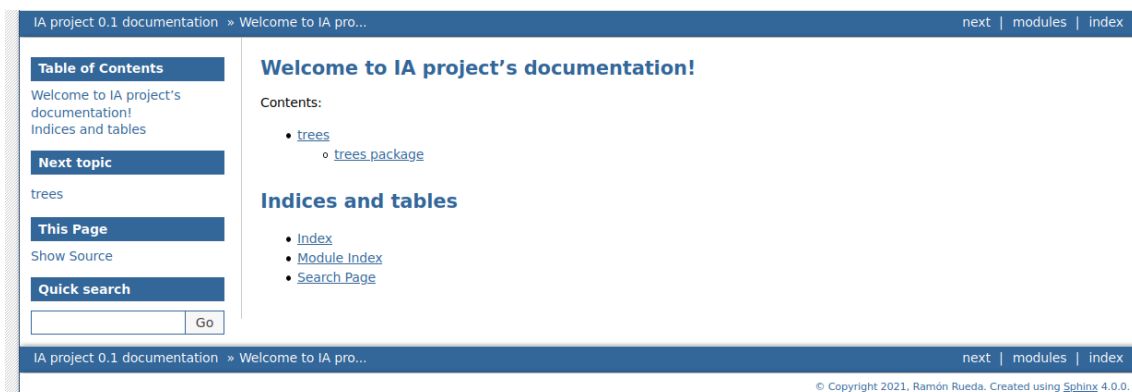 IA project 0.1 documentation » Welcome to IA pro... next | modules | index
Table of Contents
Welcome to IA project’s
documentation!
Indices and tables
Next topic
trees
This Page
Show Source
Quick search
Go
Welcome to IA project’s documentation!
Contents:
trees
trees package
Indices and tables
Index
Module Index
Search Page
IA project 0.1 documentation » Welcome to IA pro... next | modules | index
© Copyright 2021, Ramón Rueda. Created using Sphinx 4.0.0.